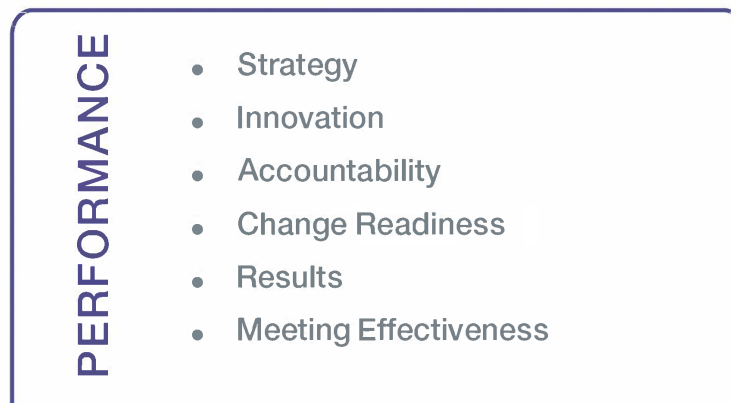 PERFORMANCE
• Strategy
• Innovation
• Accountability
• Change Readiness
• Results
• Meeting Effectiveness